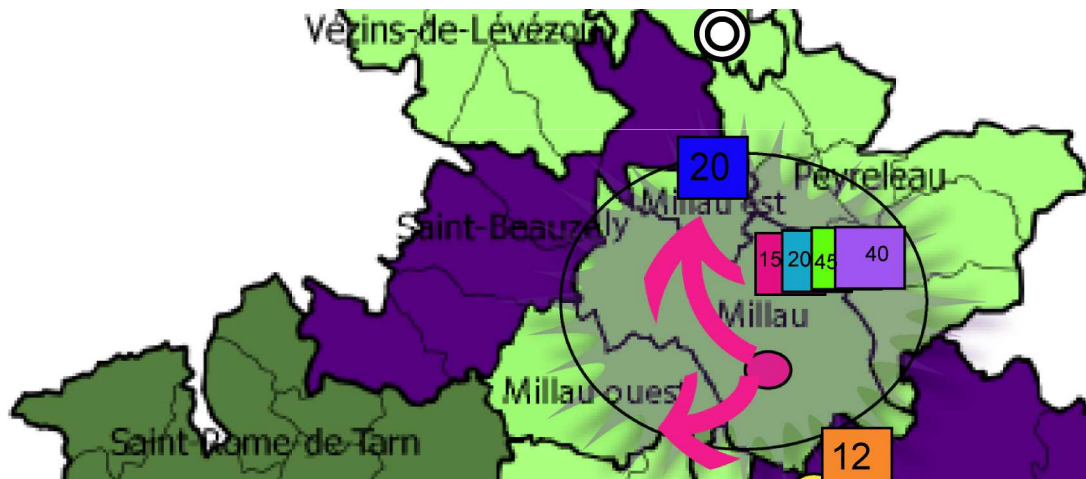 Vézins-de-Lévézou
20
Peyreleau
Millau est
Saint-Beauzély
15 20 45 40
Millau
Millau ouest
Saint-Rome-de-Tarn
12